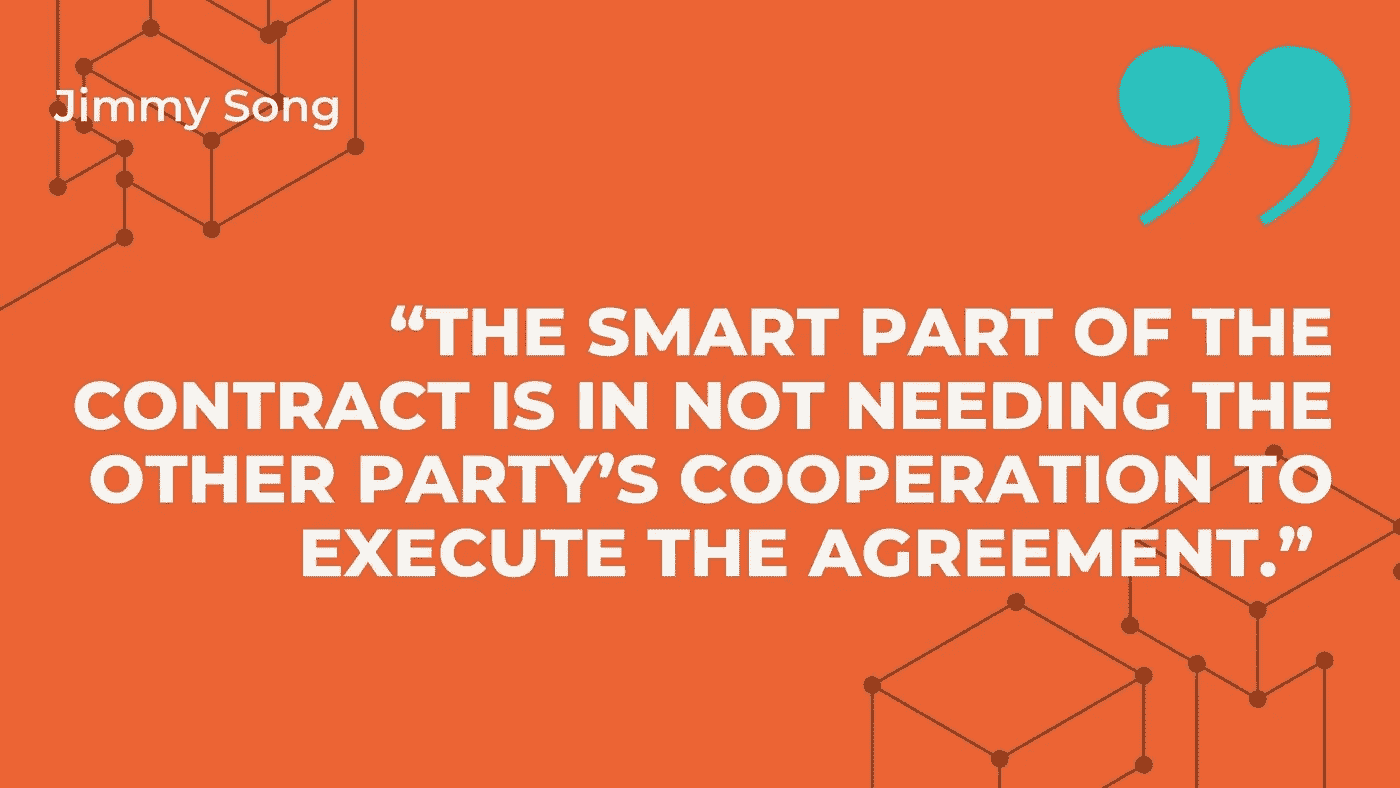 Jimmy Song
“THE SMART PART OF THE
CONTRACT IS IN NOT NEEDING THE
OTHER PARTY’S COOPERATION TO
EXECUTE THE AGREEMENT.”